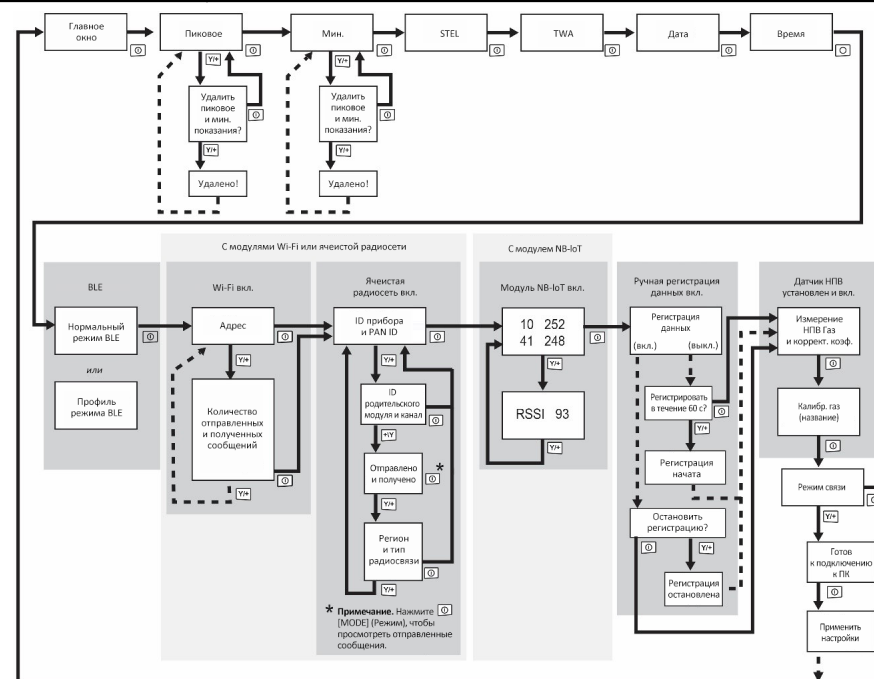 Главное
окно
Пиковое
Мин.
STEL
TWA
Дата
Время
Y/+
Y/+
Удалить
пиковое
и мин.
показания?
Удалить
пиковое
и мин.
показания?
Y/+
Y/+
Удалено!
Удалено!
С модулями Wi-Fi или ячеистой радиосети
С модулем NB-IoT
BLE
Wi-Fi вкл.
Ячеистая
радиосеть вкл.
Модуль NB-IoT вкл.
Ручная регистрация
данных вкл.
Датчик НПВ
установлен и вкл.
Нормальный
режим BLE
или
Профиль
режима BLE
Адрес
Y/+
Количество
отправленных
и полученных
сообщений
Y/+
ID прибора
и PAN ID
Y/+
ID
родительского
модуля и канал
+/Y
Отправлено
и получено
*
Y/+
Регион
и тип
радиосвязи
Y/+
* Примечание. Нажмите
[MODE] (Режим), чтобы
просмотреть отправленные
сообщения.
10 252
41 248
Y/+
RSSI 93
Y/+
Регистрация
данных
(вкл.) (выкл.)
Регистрировать
в течение 60 с?
Y/+
Регистрация
начата
Остановить
регистрацию?
Y/+
Регистрация
остановлена
Измерение
НПВ Газ
и коррект. коэф.
Калибр. газ
(название)
Режим связи
Y/+
Готов
к подключению
к ПК
Применить
настройки